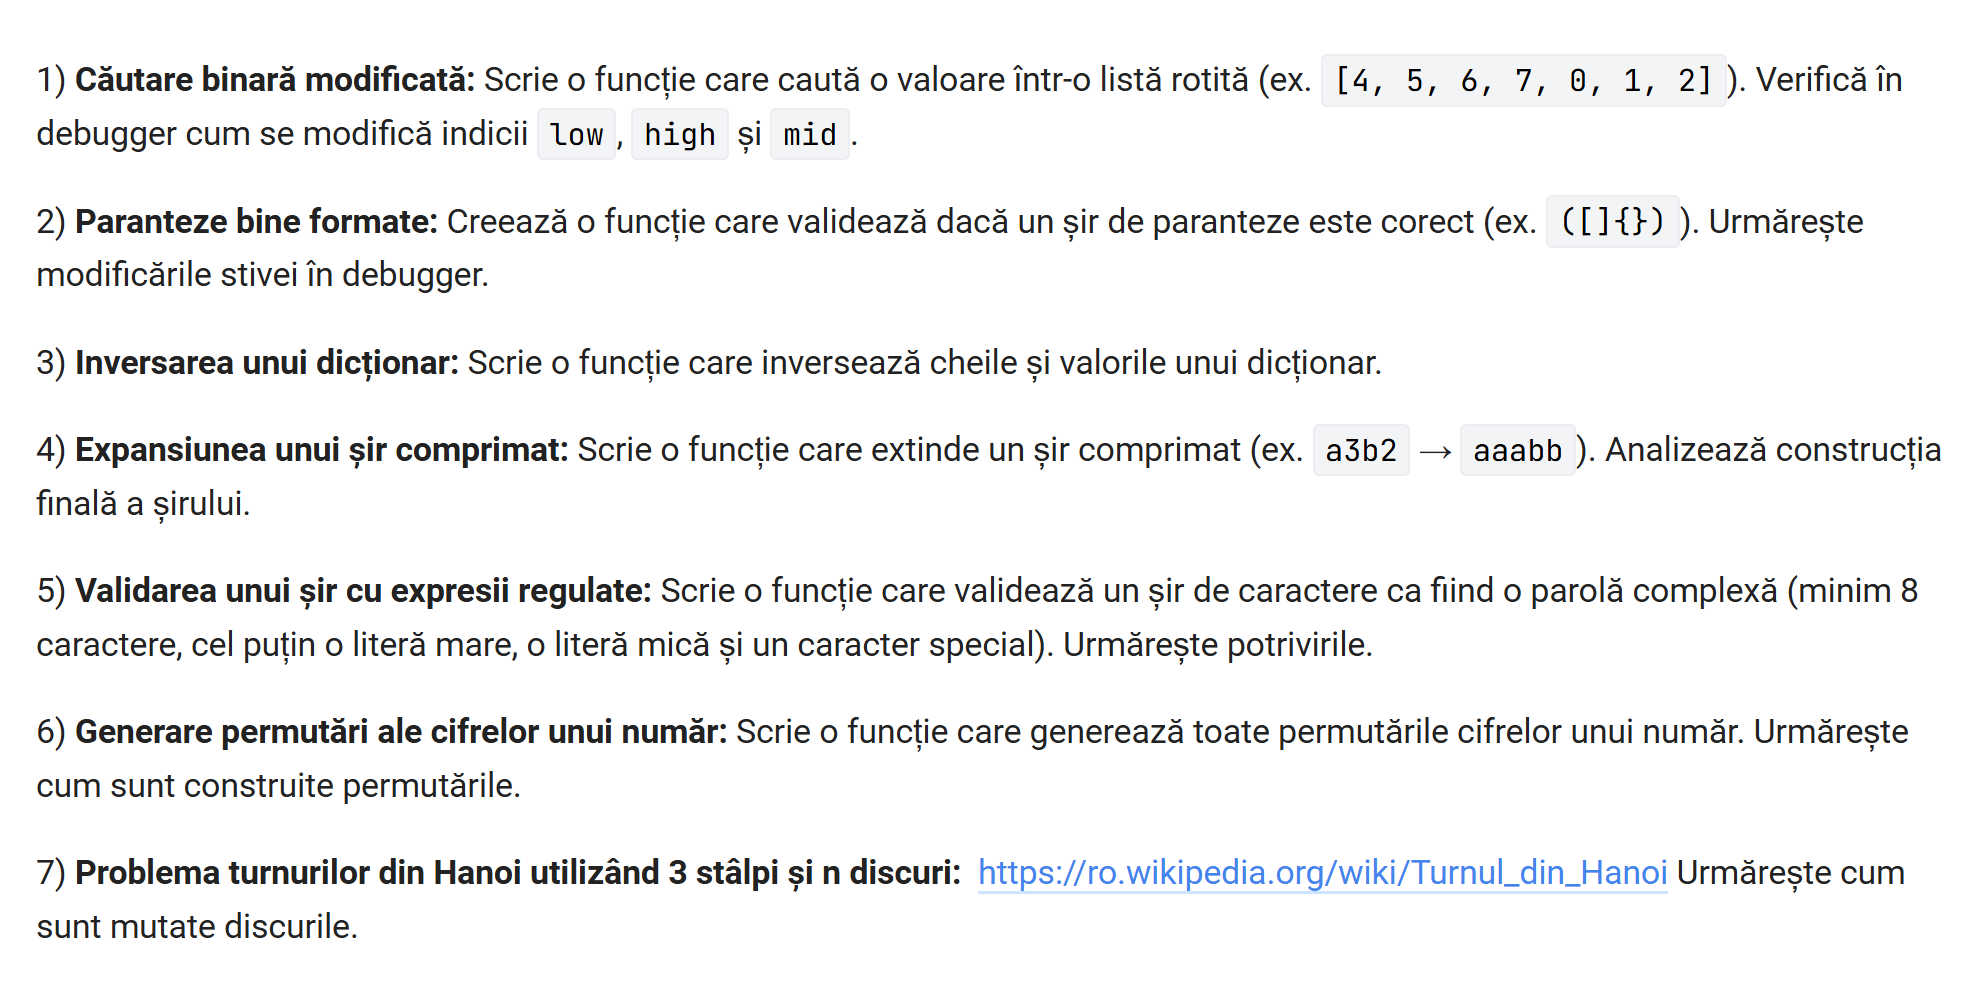 1) Căutare binară modificată: Scrie o funcție care caută o valoare într-o listă rotită (ex. [4, 5, 6, 7, 0, 1, 2]). Verifică în
debugger cum se modifică indicii low, high și mid.
2) Paranteze bine formate: Creează o funcție care validează dacă un șir de paranteze este corect (ex. ([]{})). Urmărește
modificările stivei în debugger.
3) Inversarea unui dicționar: Scrie o funcție care inversează cheile și valorile unui dicționar.
4) Expansiunea unui șir comprimat: Scrie o funcție care extinde un șir comprimat (ex. a3b2 → aaabb). Analizează construcția
finală a șirului.
5) Validarea unui șir cu expresii regulate: Scrie o funcție care validează un șir de caractere ca fiind o parolă complexă (minim 8
caractere, cel puțin o literă mare, o literă mică și un caracter special). Urmărește potrivirile.
6) Generare permutări ale cifrelor unui număr: Scrie o funcție care generează toate permutările cifrelor unui număr. Urmărește
cum sunt construite permutările.
7) Problema turnurilor din Hanoi utilizând 3 stâlpi și n discuri: https://ro.wikipedia.org/wiki/Turnul_din_Hanoi Urmărește cum
sunt mutate discurile.